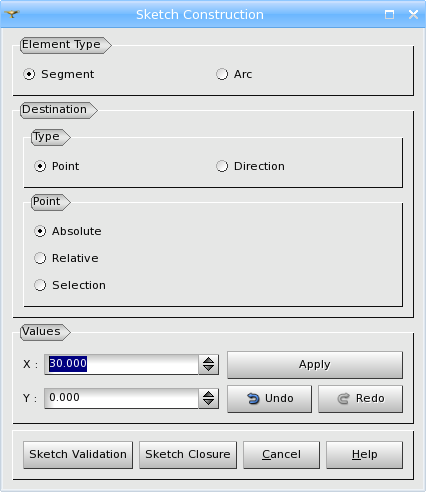 Sketch Construction
Element Type
Segment Arc
Destination
Type
Point Direction
Point
Absolute
Relative
Selection
Values
X : 30.000 Apply
Y : 0.000 Undo Redo
Sketch Validation Sketch Closure Cancel Help